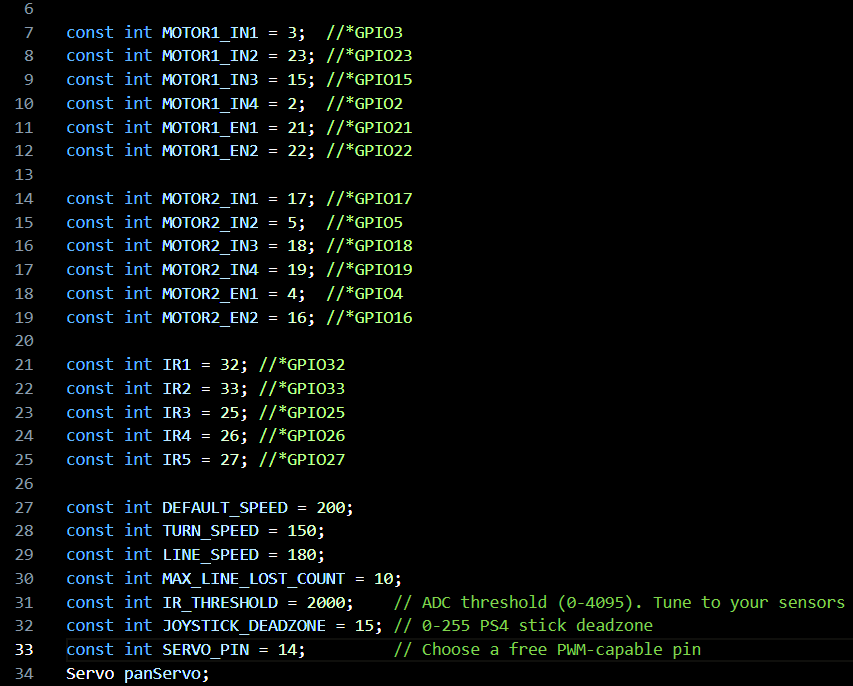 6
7 const int MOTOR1_IN1 = 3;  //*GPIO3
8 const int MOTOR1_IN2 = 23; //*GPIO23
9 const int MOTOR1_IN3 = 15; //*GPIO15
10 const int MOTOR1_IN4 = 2;  //*GPIO2
11 const int MOTOR1_EN1 = 21; //*GPIO21
12 const int MOTOR1_EN2 = 22; //*GPIO22
13
14 const int MOTOR2_IN1 = 17; //*GPIO17
15 const int MOTOR2_IN2 = 5;  //*GPIO5
16 const int MOTOR2_IN3 = 18; //*GPIO18
17 const int MOTOR2_IN4 = 19; //*GPIO19
18 const int MOTOR2_EN1 = 4;  //*GPIO4
19 const int MOTOR2_EN2 = 16; //*GPIO16
20
21 const int IR1 = 32; //*GPIO32
22 const int IR2 = 33; //*GPIO33
23 const int IR3 = 25; //*GPIO25
24 const int IR4 = 26; //*GPIO26
25 const int IR5 = 27; //*GPIO27
26
27 const int DEFAULT_SPEED = 200;
28 const int TURN_SPEED = 150;
29 const int LINE_SPEED = 180;
30 const int MAX_LINE_LOST_COUNT = 10;
31 const int IR_THRESHOLD = 2000;    // ADC threshold (0-4095). Tune to your sensors
32 const int JOYSTICK_DEADZONE = 15; // 0-255 PS4 stick deadzone
33 const int SERVO_PIN = 14;         // Choose a free PWM-capable pin
34 Servo panServo;